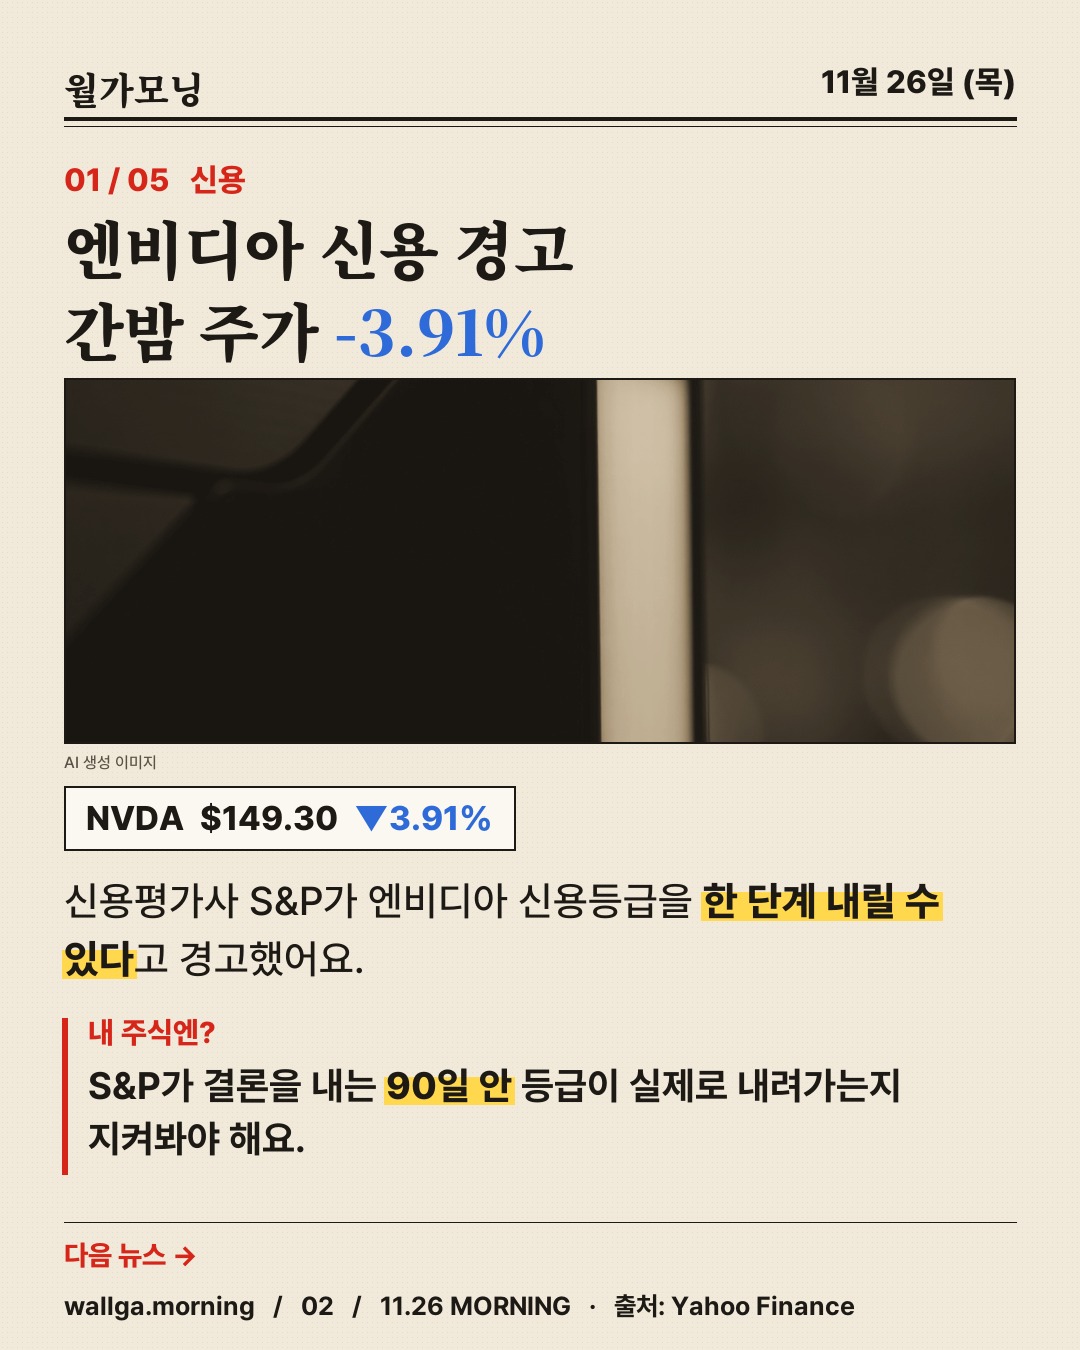 월가모닝
11월 26일 (목)
01 / 05 신용
엔비디아 신용 경고
간밤 주가 -3.91%
AI 생성 이미지
NVDA $149.30 ▼3.91%
신용평가사 S&P가 엔비디아 신용등급을 한 단계 내릴 수
있다고 경고했어요.
내 주식엔?
S&P가 결론을 내는 90일 안 등급이 실제로 내려가는지
지켜봐야 해요.
다음 뉴스 →
wallga.morning / 02 / 11.26 MORNING · 출처: Yahoo Finance